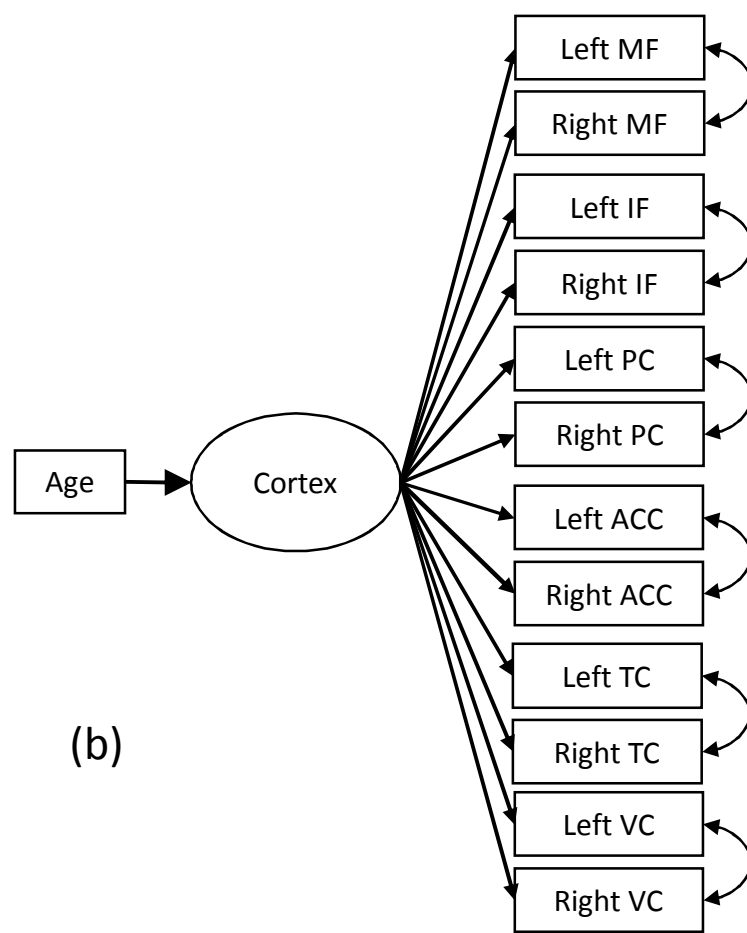 Left MF
Right MF
Left IF
Right IF
Left PC
Right PC
Age
Cortex
Left ACC
Right ACC
Left TC
Right TC
(b)
Left VC
Right VC